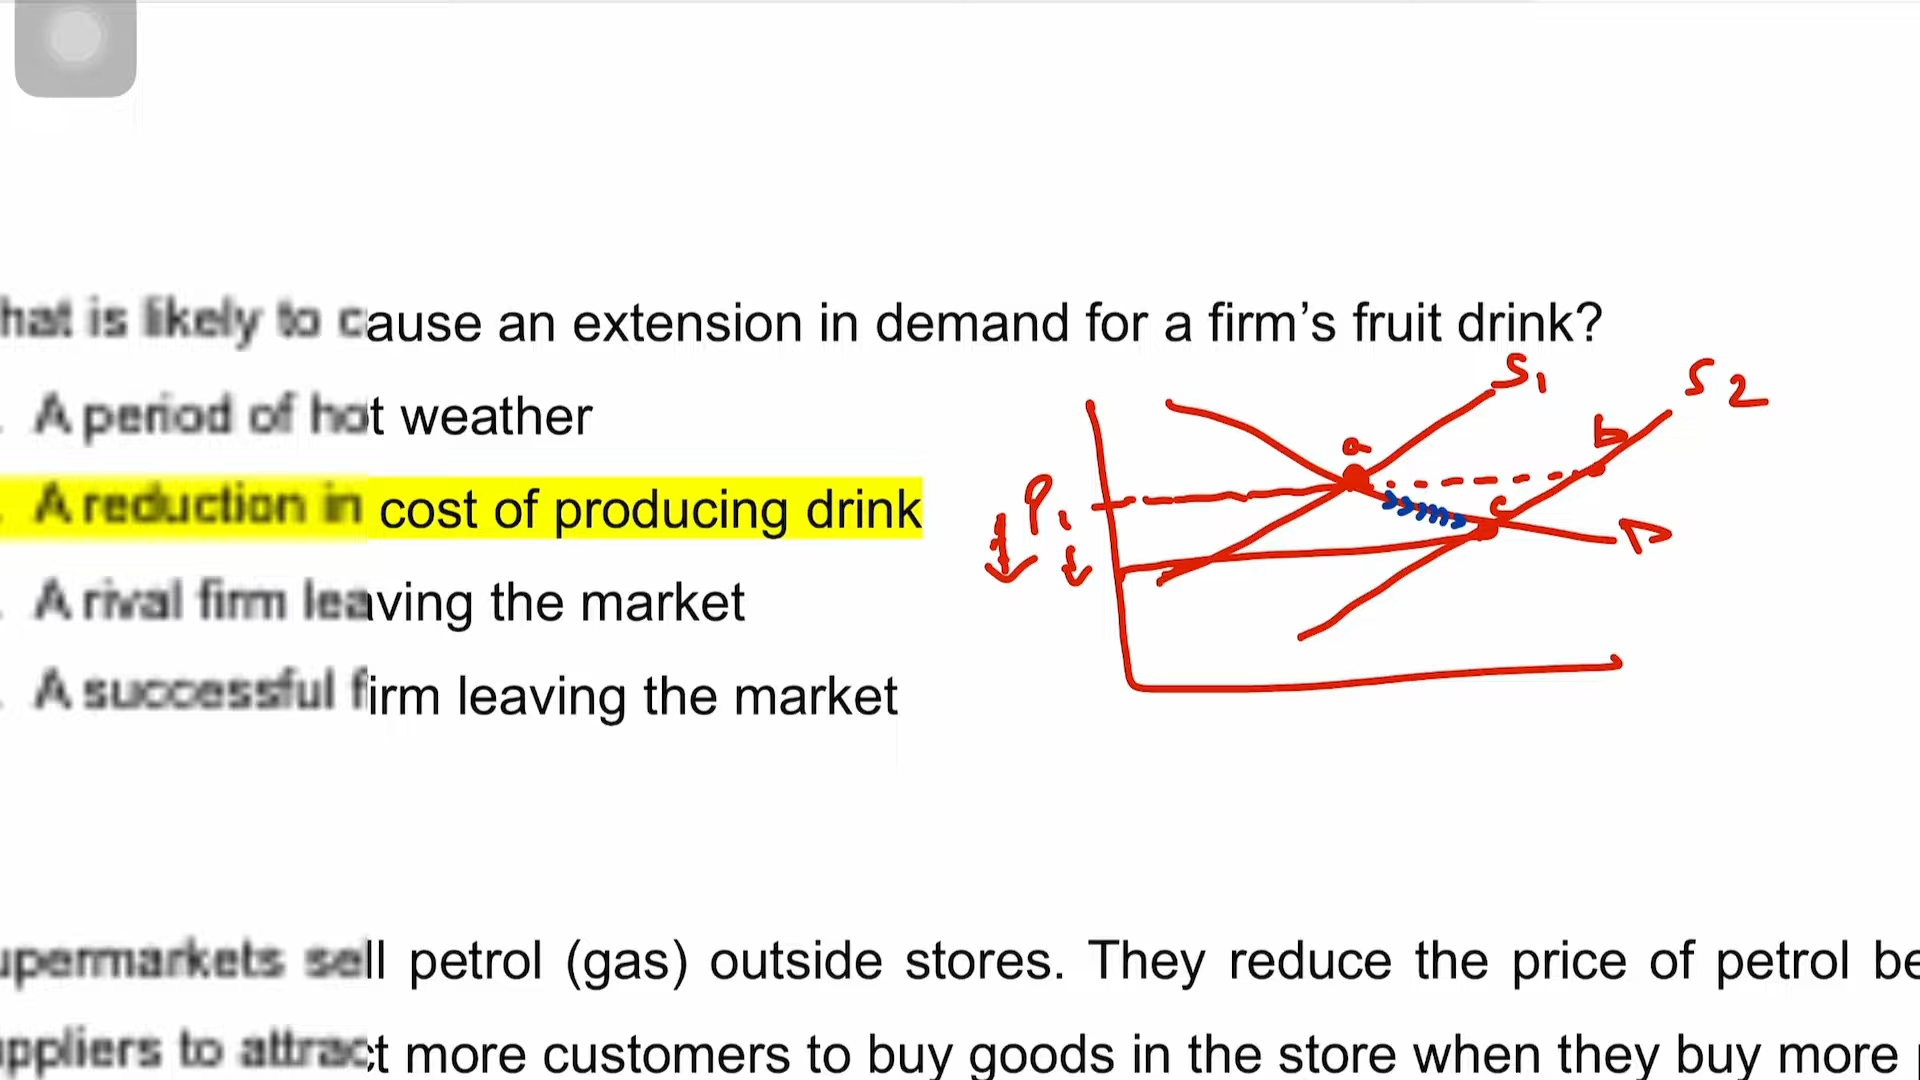 hat is likely to cause an extension in demand for a firm's fruit drink?
A period of hot weather
A reduction in cost of producing drink
A rival firm leaving the market
A successful firm leaving the market
S1
S2
a
b
P1
c
D
upermarkets sell petrol (gas) outside stores. They reduce the price of petrol be
ppliers to attract more customers to buy goods in the store when they buy more